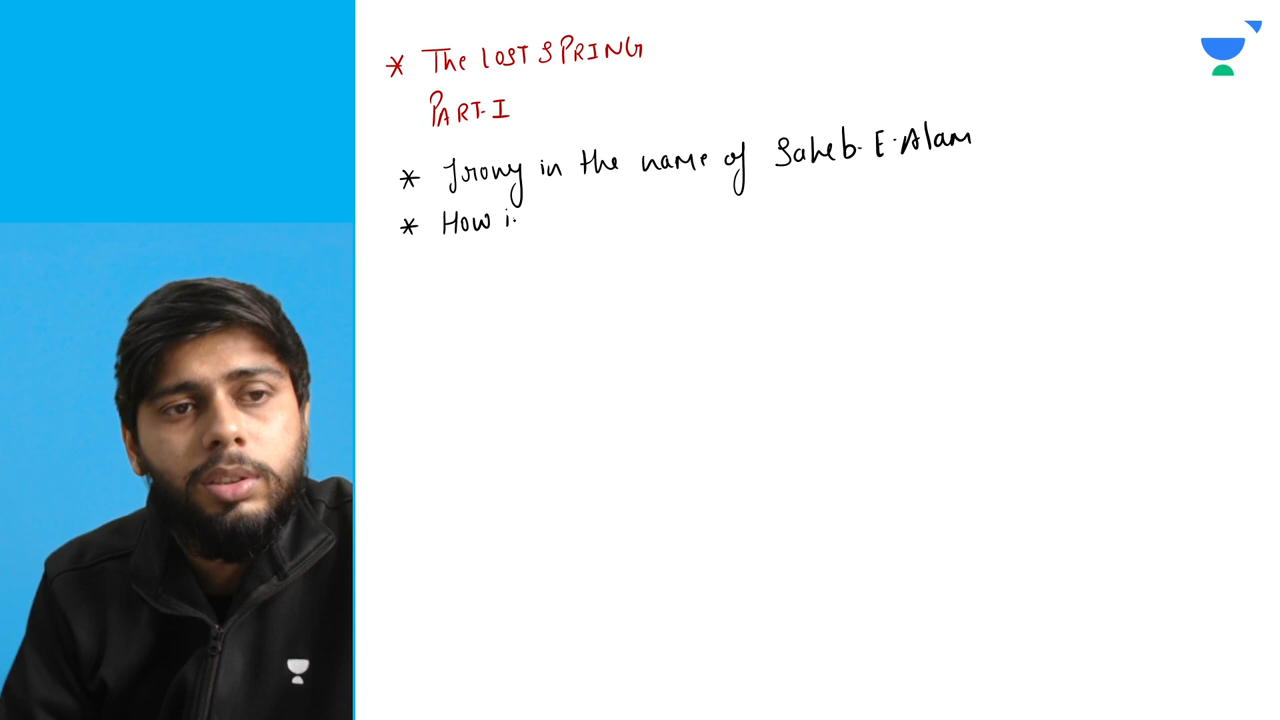 * The LOST SPRING
PART-I
* Irony in the name of Saheb-E-Alam
* How i.